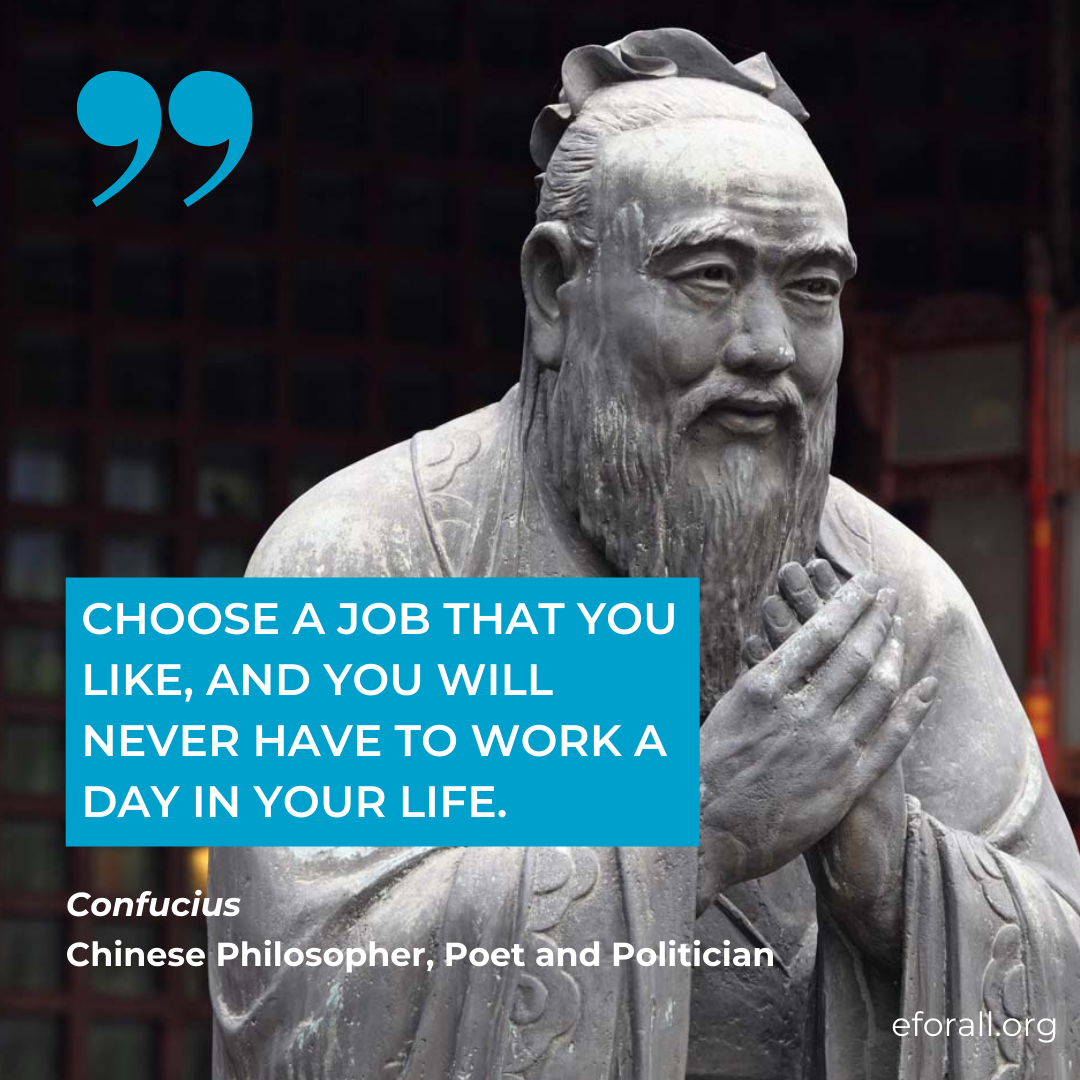 ”
CHOOSE A JOB THAT YOU
LIKE, AND YOU WILL
NEVER HAVE TO WORK A
DAY IN YOUR LIFE.
Confucius
Chinese Philosopher, Poet and Politician
eforall.org